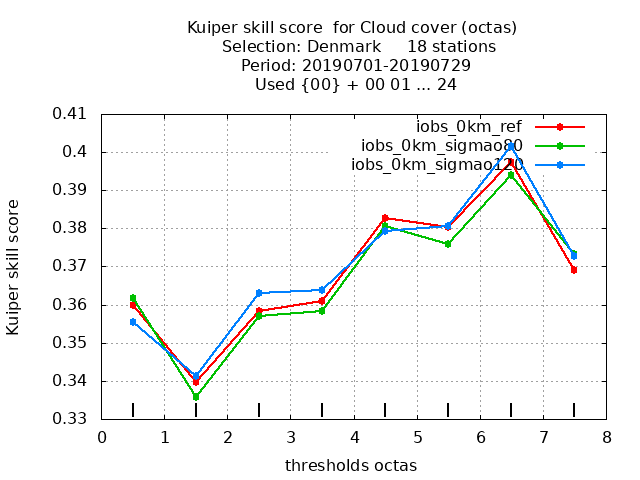 Kuiper skill score  for Cloud cover (octas)
Selection: Denmark     18 stations
Period: 20190701-20190729
Used {00} + 00 01 ... 24
0.41
0.4
0.39
0.38
0.37
0.36
0.35
0.34
0.33
Kuiper skill score
iobs_0km_ref
iobs_0km_sigmao80
iobs_0km_sigmao120
0 1 2 3 4 5 6 7 8
thresholds octas